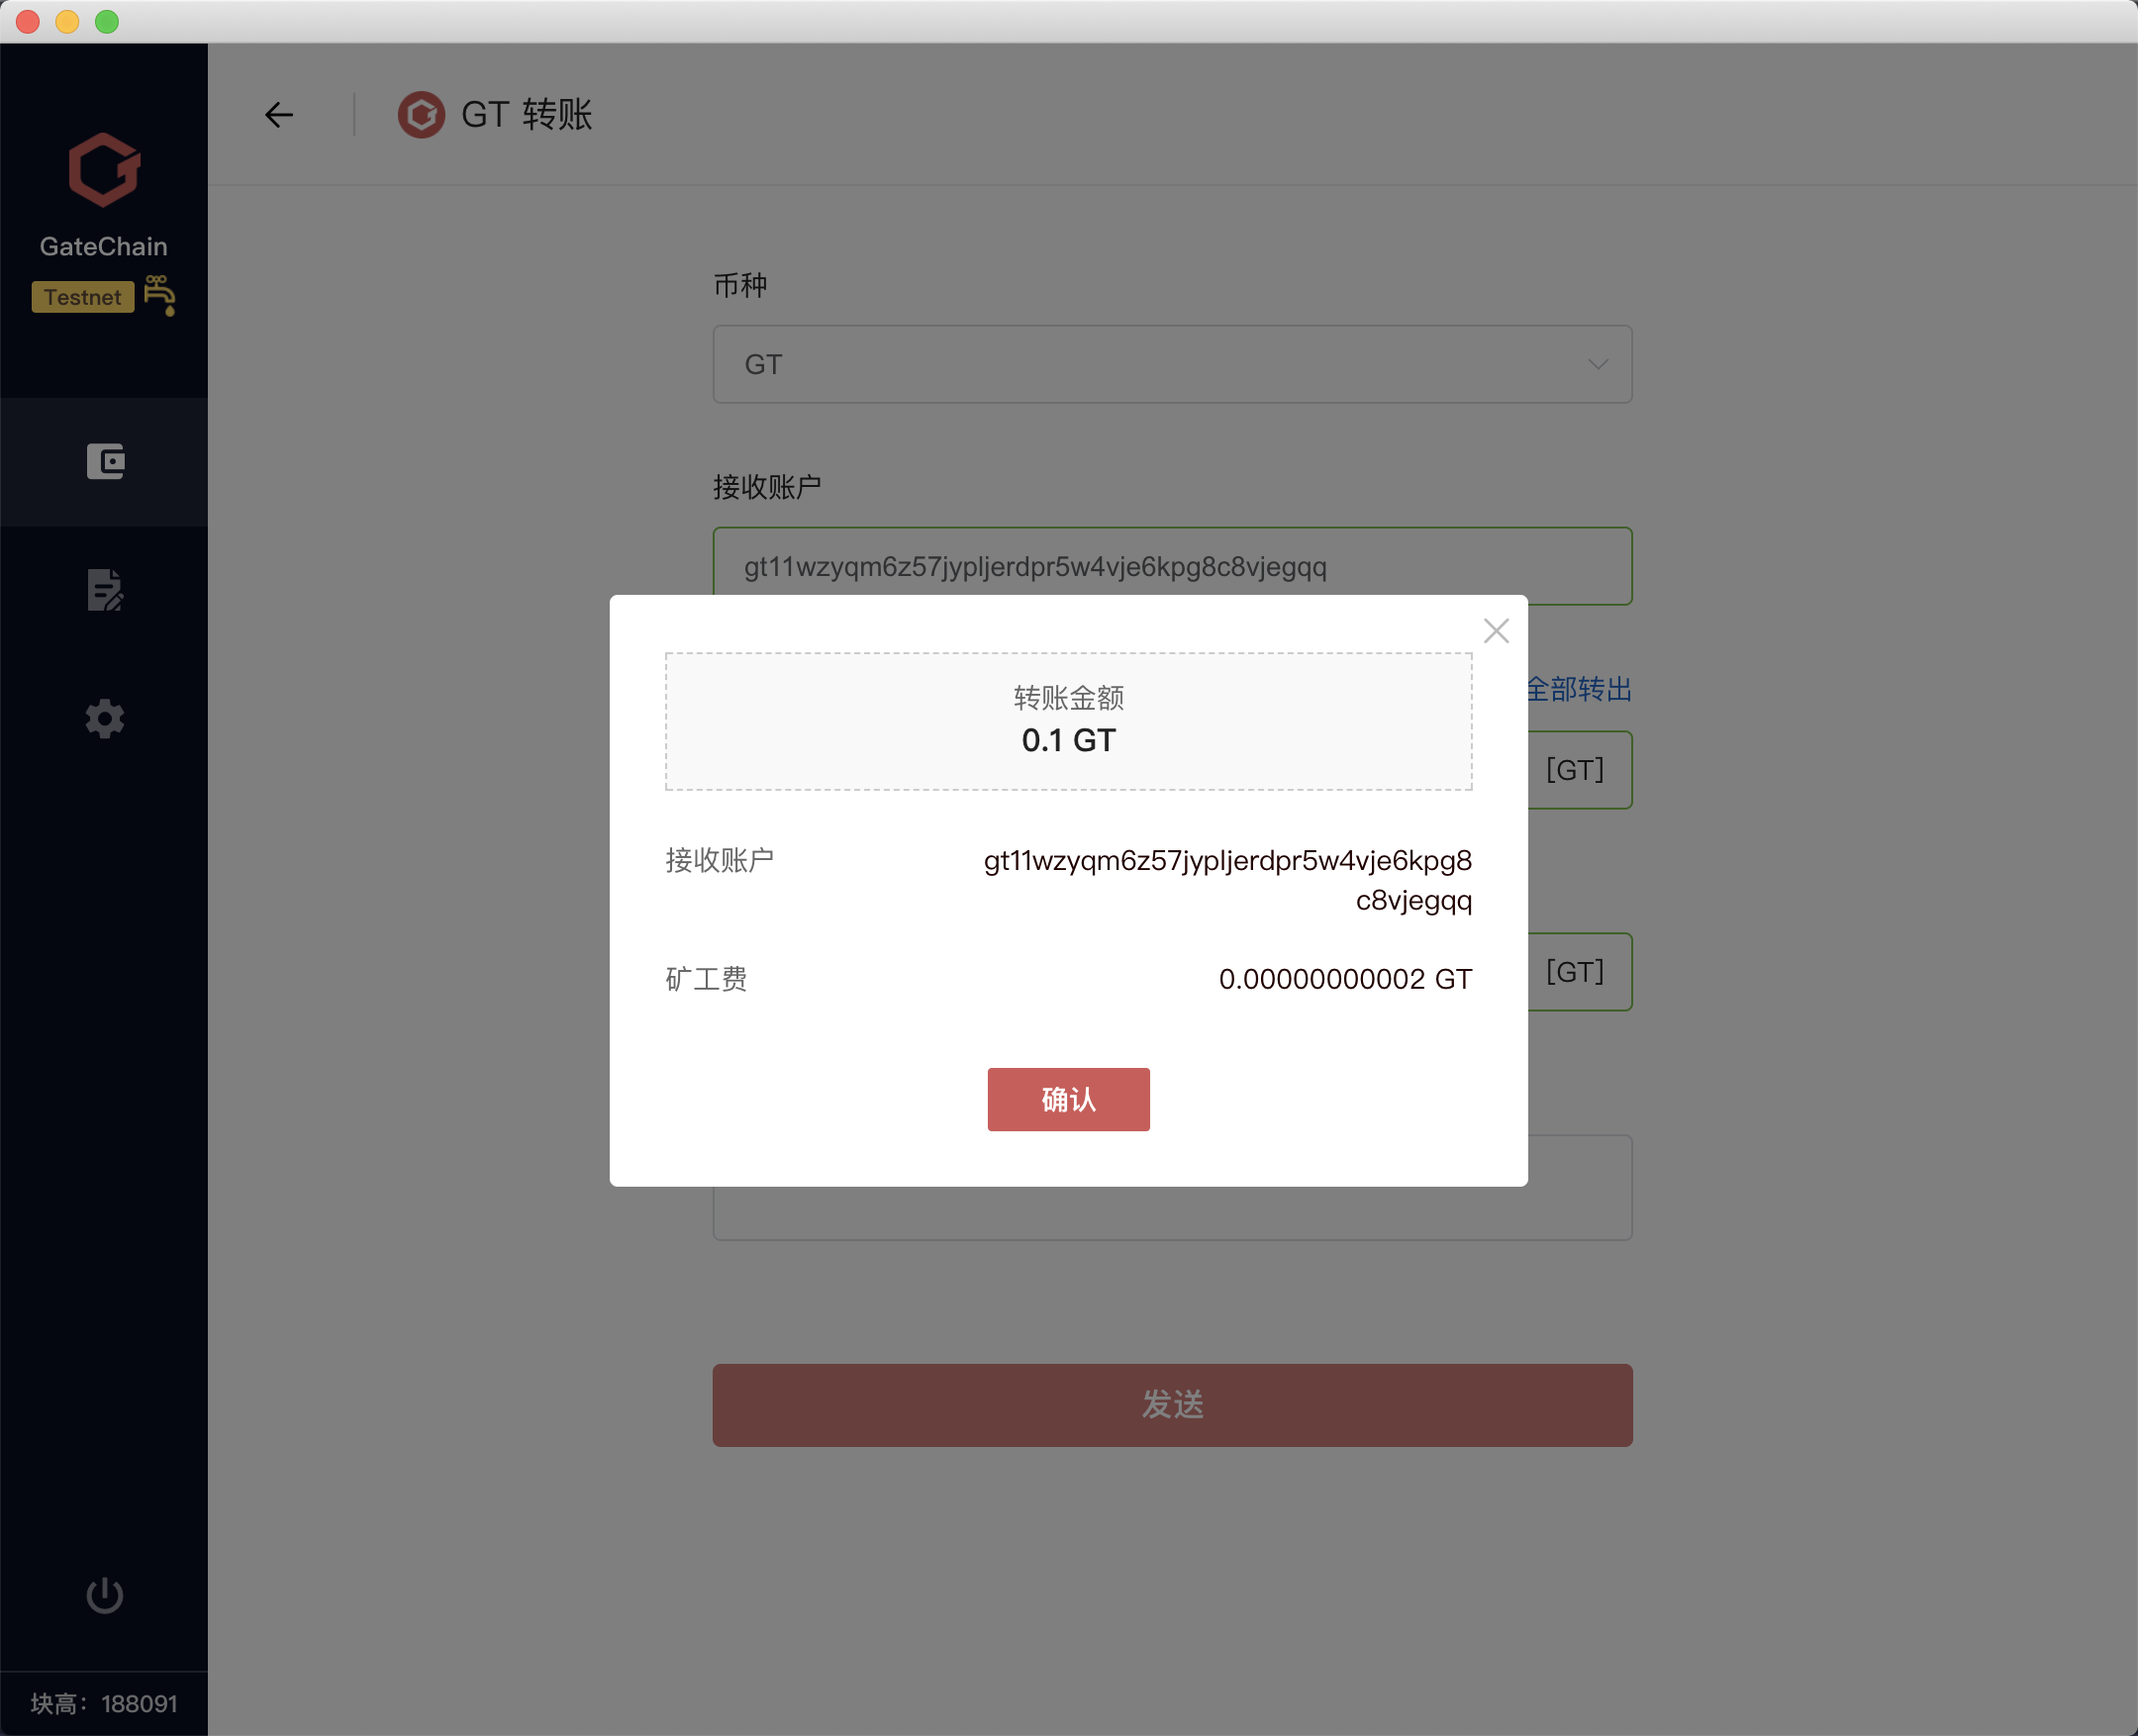 GT 转账
GateChain
Testnet
币种
GT
接收账户
gt11wzyqm6z57jypljerdpr5w4vje6kpg8c8vjegqq
全部转出
[GT]
[GT]
转账金额
0.1 GT
接收账户
gt11wzyqm6z57jypljerdpr5w4vje6kpg8
c8vjegqq
矿工费
0.00000000002 GT
确认
发送
块高：188091